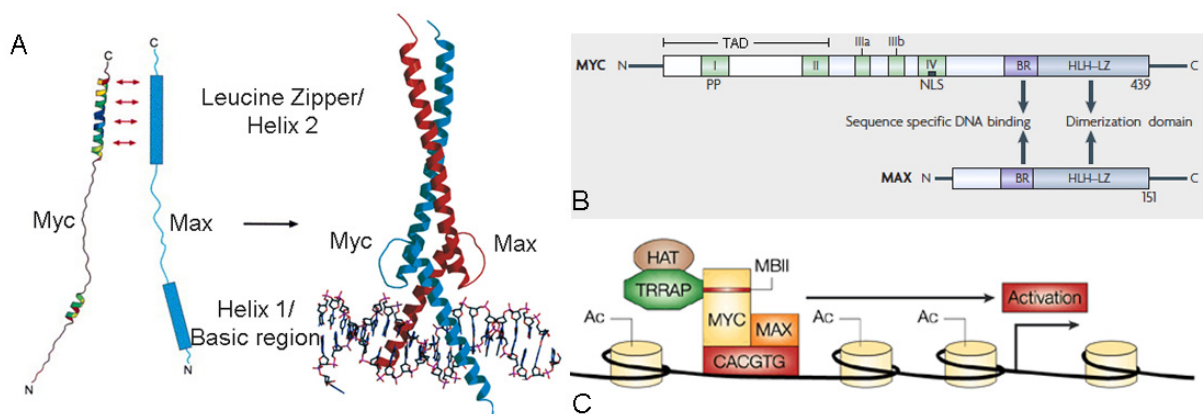 A
C
C
Leucine Zipper/
Helix 2
Myc
Max
Myc
Max
Helix 1/
Basic region
N
N
TAD
IIIa
IIIb
MYC
N
I
II
IV
BR
HLH–LZ
C
PP
NLS
439
Sequence specific DNA binding
Dimerization domain
MAX
N
BR
HLH–LZ
C
151
B
HAT
TRRAP
MBII
Activation
Ac
MYC
MAX
Ac
Ac
CACGTG
C